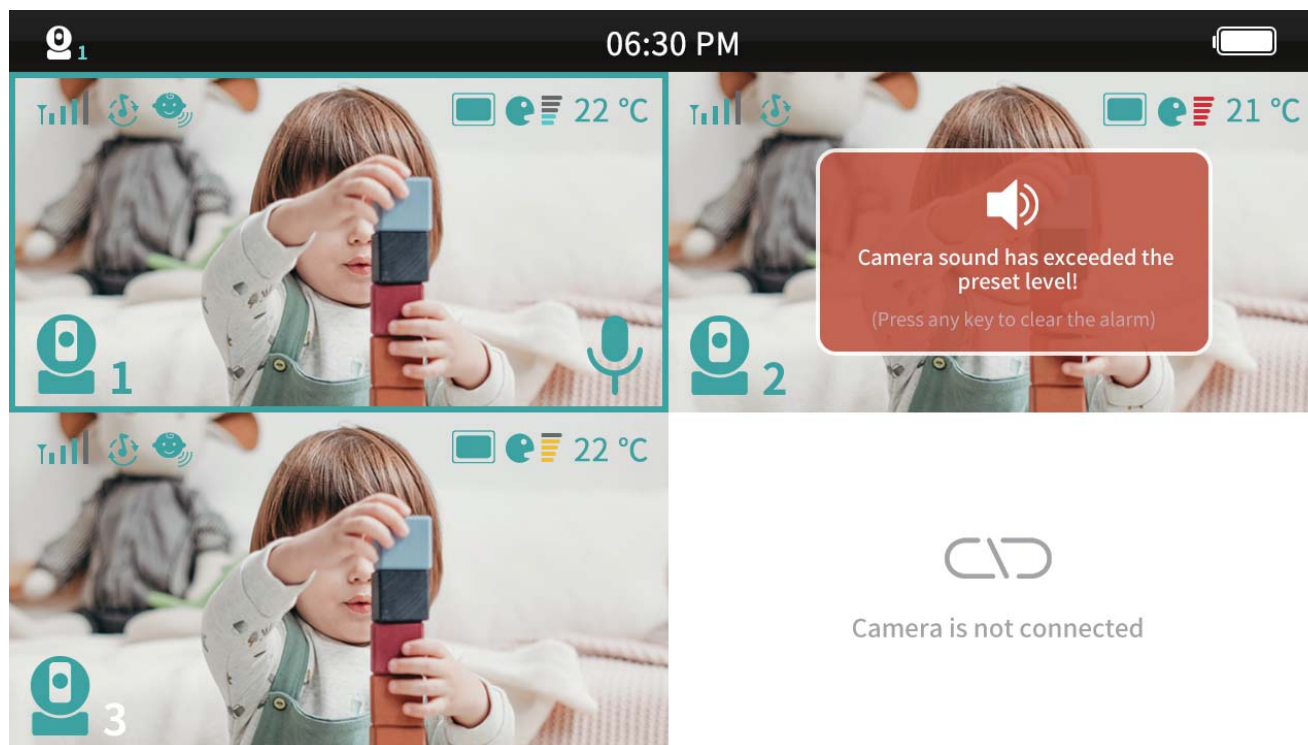 1
06:30 PM
22 °C
21 °C
Camera sound has exceeded the
preset level!
(Press any key to clear the alarm)
1
2
22 °C
Camera is not connected
3